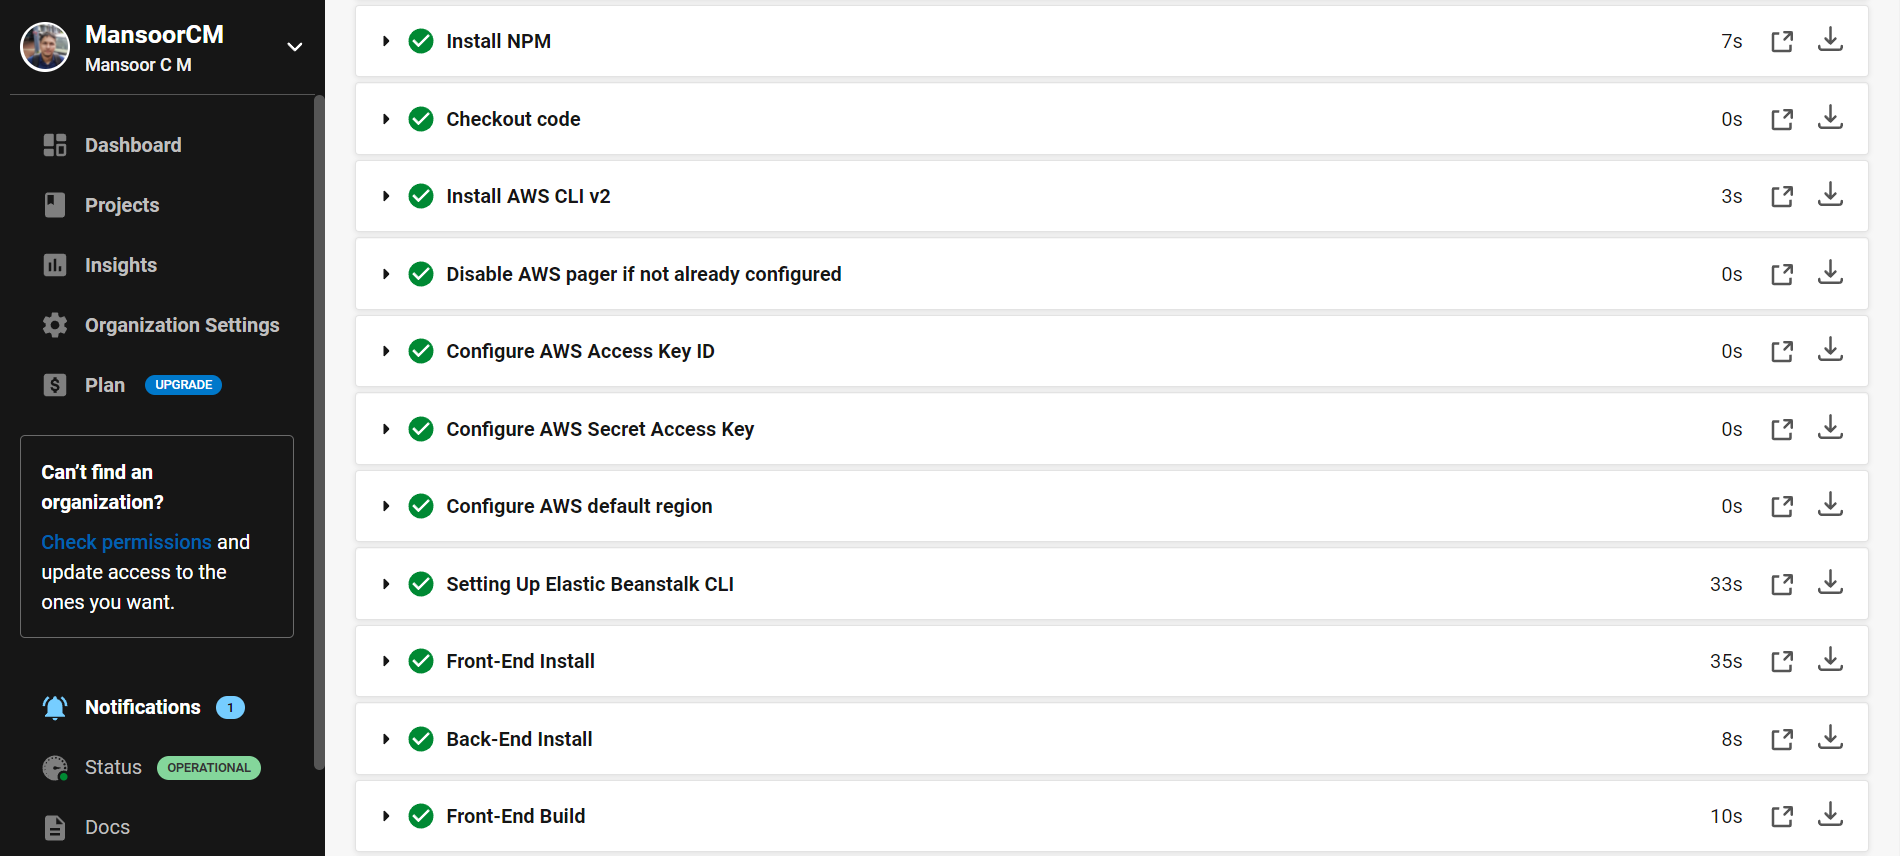 MansoorCM
Mansoor C M
Dashboard
Projects
Insights
Organization Settings
Plan UPGRADE
Can’t find an
organization?
Check permissions and
update access to the
ones you want.
Notifications 1
Status OPERATIONAL
Docs
Install NPM 7s
Checkout code 0s
Install AWS CLI v2 3s
Disable AWS pager if not already configured 0s
Configure AWS Access Key ID 0s
Configure AWS Secret Access Key 0s
Configure AWS default region 0s
Setting Up Elastic Beanstalk CLI 33s
Front-End Install 35s
Back-End Install 8s
Front-End Build 10s